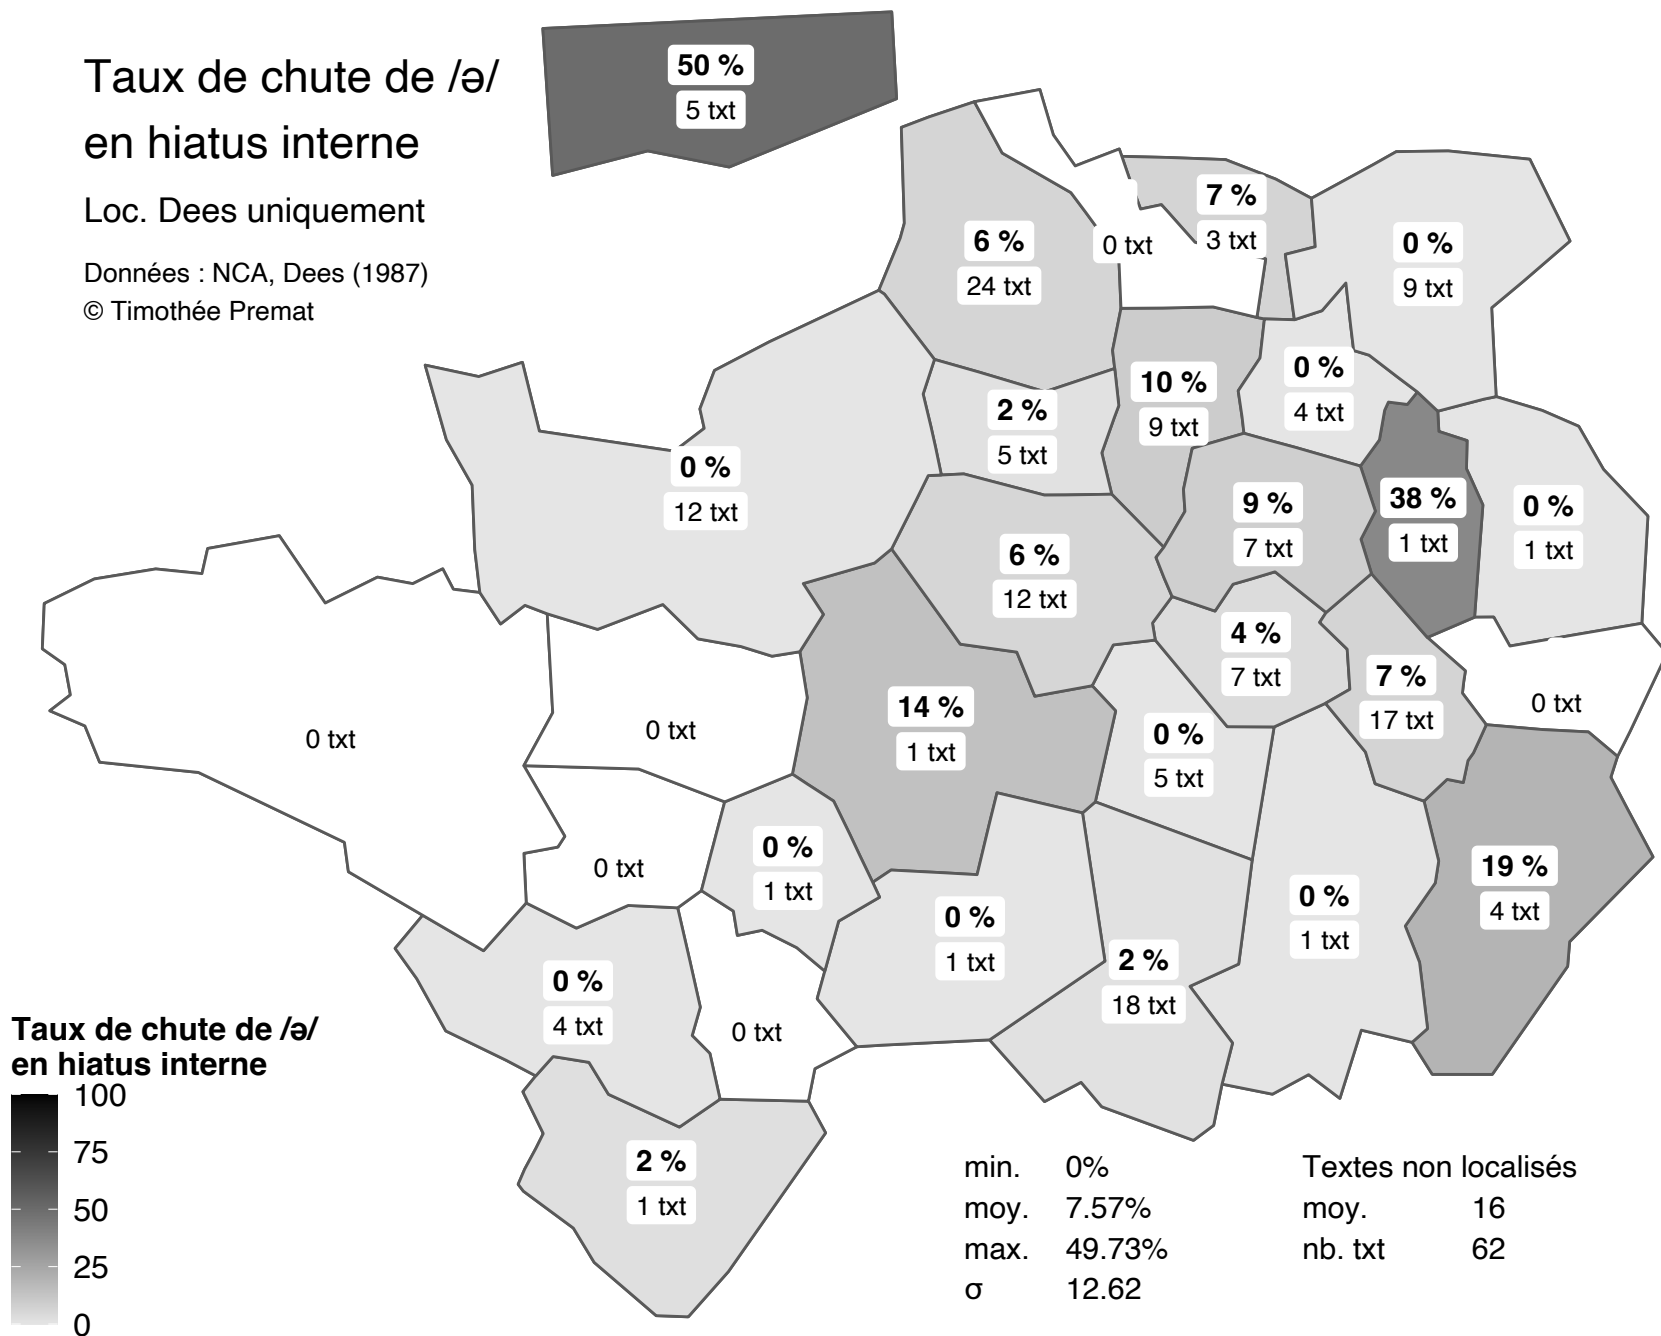 Taux de chute de /ə/
en hiatus interne
Loc. Dees uniquement
Données : NCA, Dees (1987)
© Timothée Premat
50 %
5 txt
7 %
3 txt
6 %
24 txt
0 txt
0 %
9 txt
0 %
4 txt
10 %
9 txt
2 %
5 txt
0 %
12 txt
9 %
7 txt
38 %
1 txt
0 %
1 txt
6 %
12 txt
4 %
7 txt
7 %
17 txt
0 txt
0 txt
0 txt
14 %
1 txt
0 %
5 txt
0 txt
0 %
1 txt
0 %
1 txt
0 %
1 txt
19 %
4 txt
2 %
18 txt
0 %
4 txt
0 txt
2 %
1 txt
Taux de chute de /ə/
en hiatus interne
100
75
50
25
0
min. 0%
moy. 7.57%
max. 49.73%
σ 12.62
Textes non localisés
moy. 16
nb. txt 62